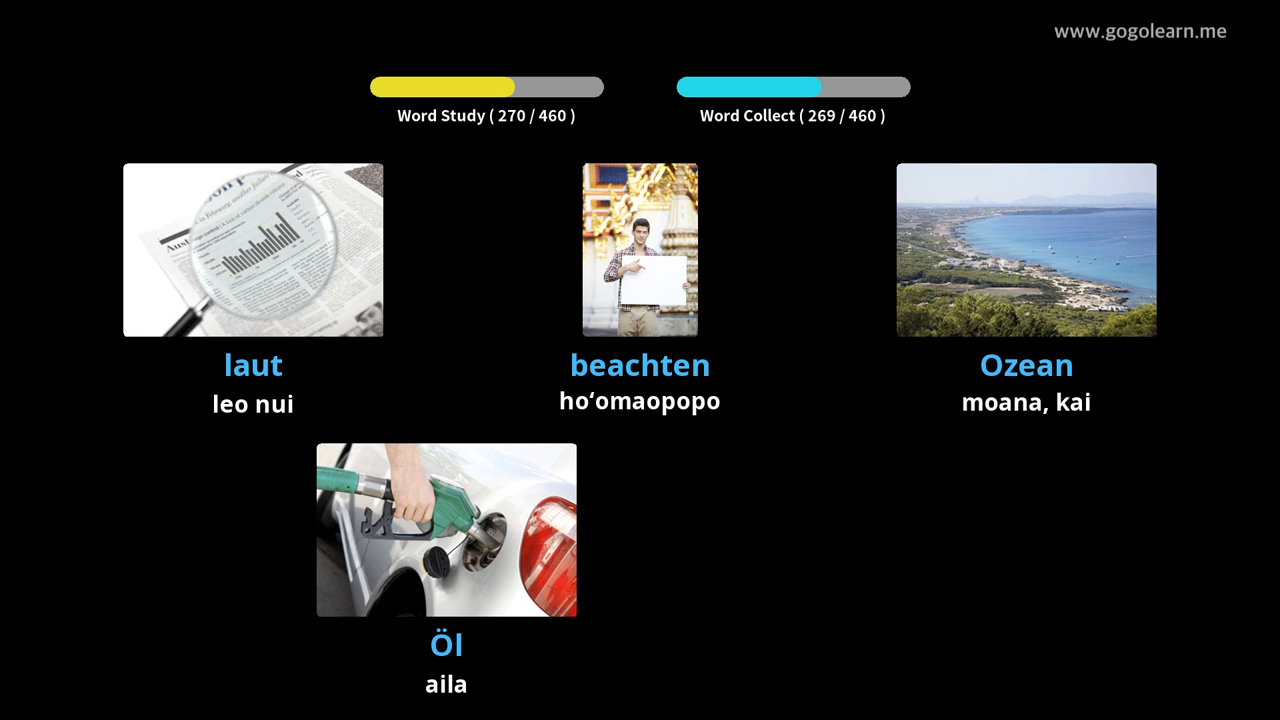 www.gogolearn.me
Word Study ( 270 / 460 )
Word Collect ( 269 / 460 )
laut
leo nui
beachten
hoʻomaopopo
Ozean
moana, kai
Öl
aila